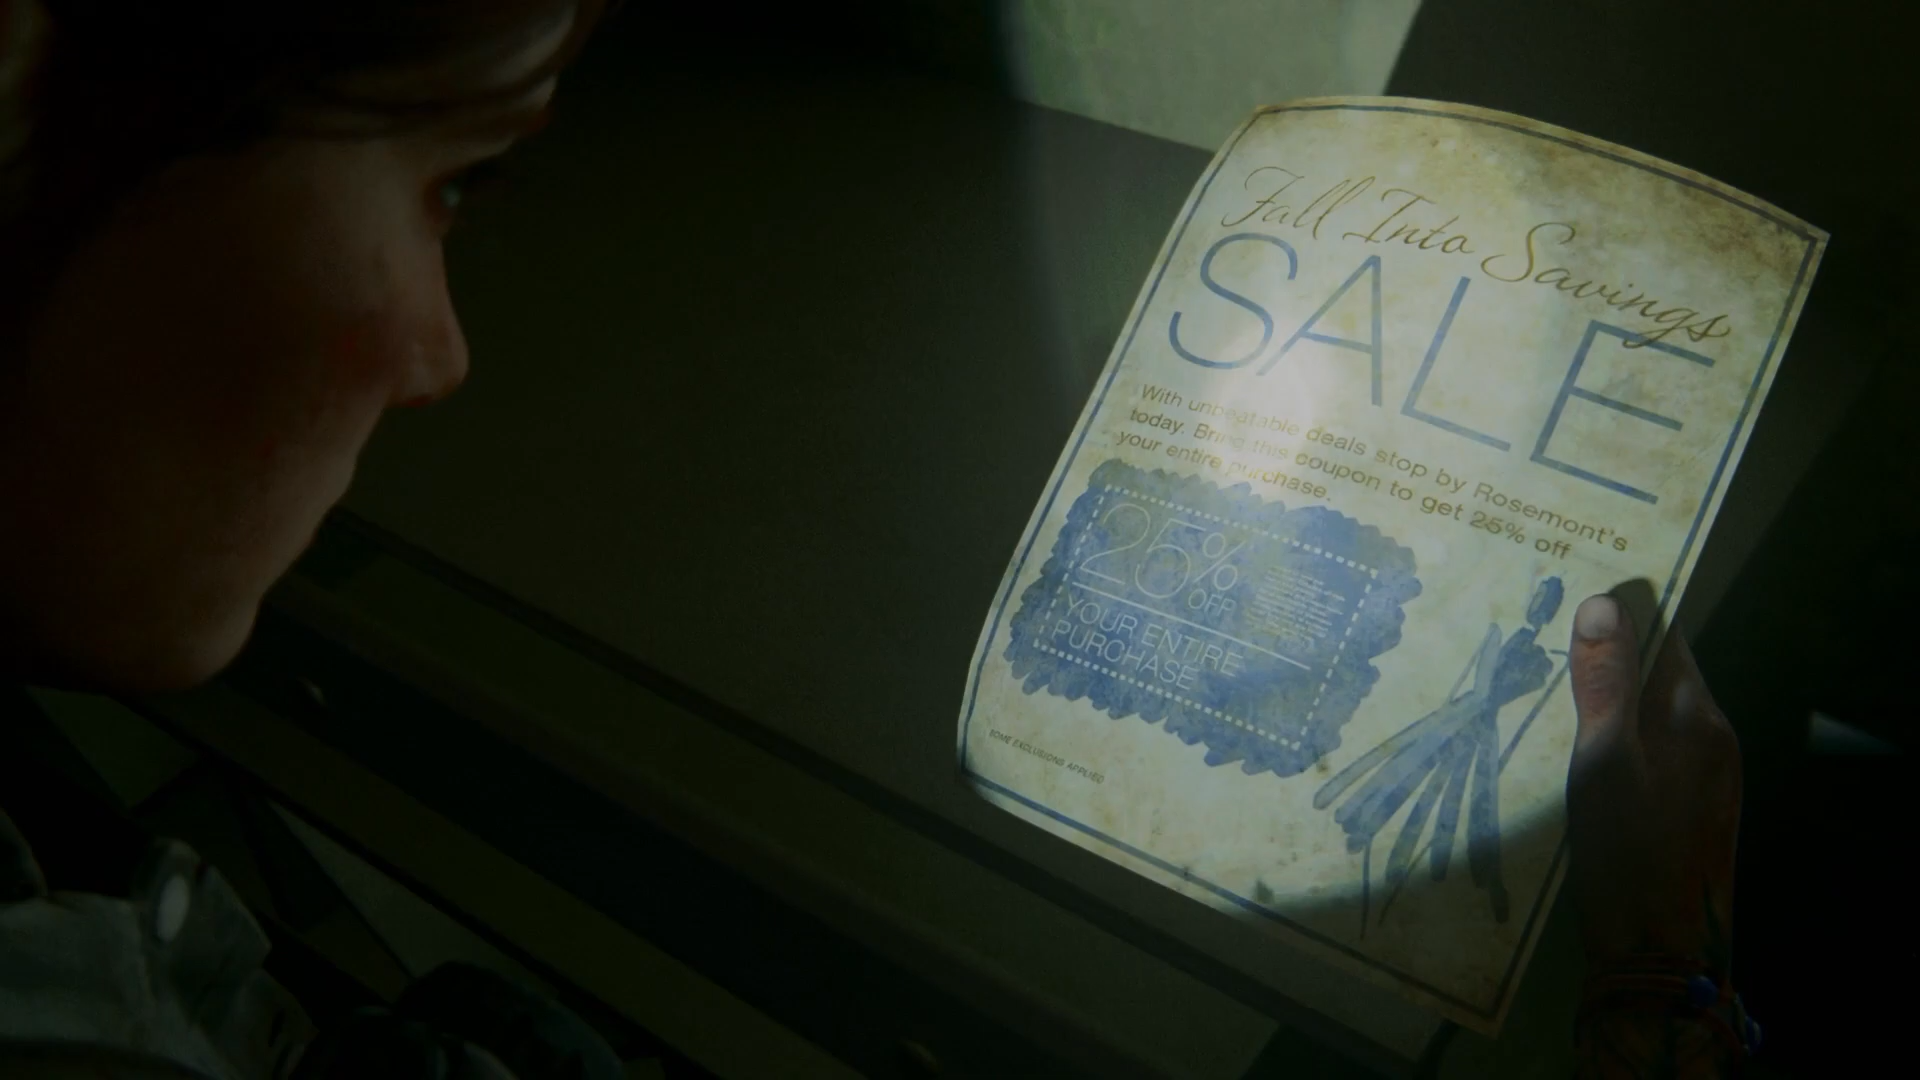 Fall Into Savings
SALE
With unbeatable deals stop by Rosemont's
today. Bring this coupon to get 25% off
your entire purchase.
25% OFF
YOUR ENTIRE
PURCHASE
SOME EXCLUSIONS APPLIED